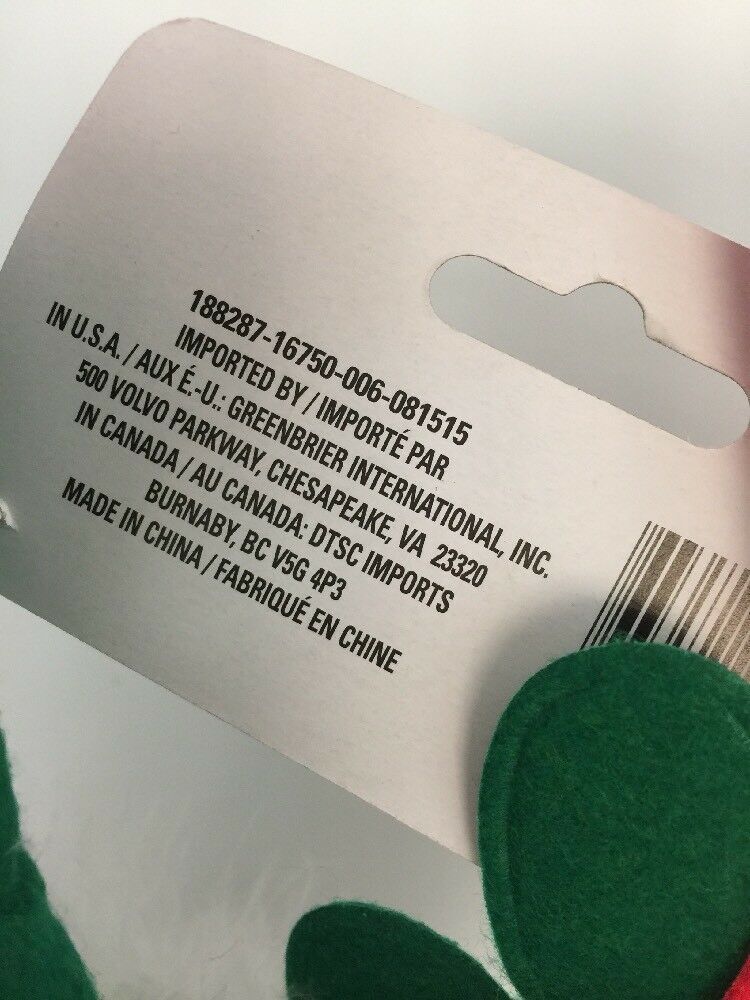 188287-16750-006-081515
IMPORTED BY / IMPORTÉ PAR
IN U.S.A. / AUX É.-U.: GREENBRIER INTERNATIONAL, INC.
500 VOLVO PARKWAY, CHESAPEAKE, VA 23320
IN CANADA / AU CANADA: DTSC IMPORTS
BURNABY, BC V5G 4P3
MADE IN CHINA / FABRIQUÉ EN CHINE